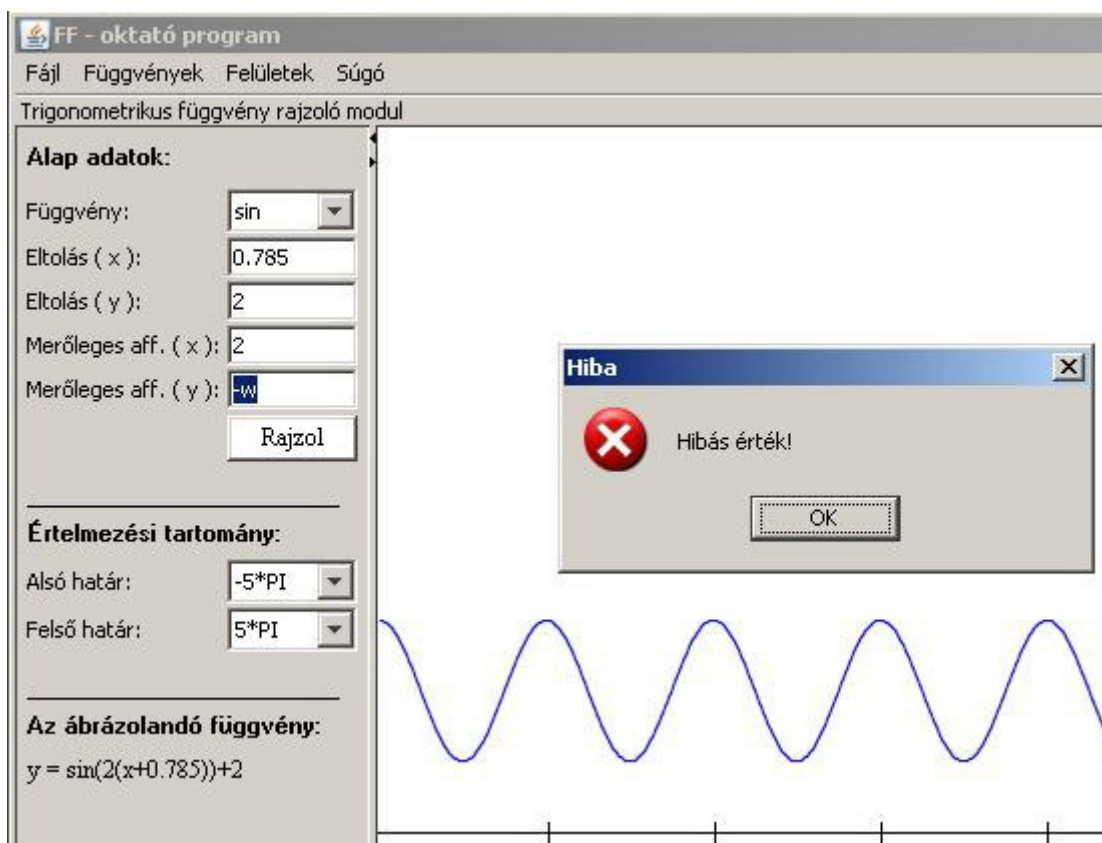 FF - oktató program
Fájl Függvények Felületek Súgó
Trigonometrikus függvény rajzoló modul
Alap adatok:
Függvény: sin
Eltolás ( x ): 0.785
Eltolás ( y ): 2
Merőleges aff. ( x ): 2
Merőleges aff. ( y ): -w
Rajzol
Értelmezési tartomány:
Alsó határ: -5*PI
Felső határ: 5*PI
Az ábrázolandó függvény:
y = sin(2(x+0.785))+2
Hiba
Hibás érték!
OK